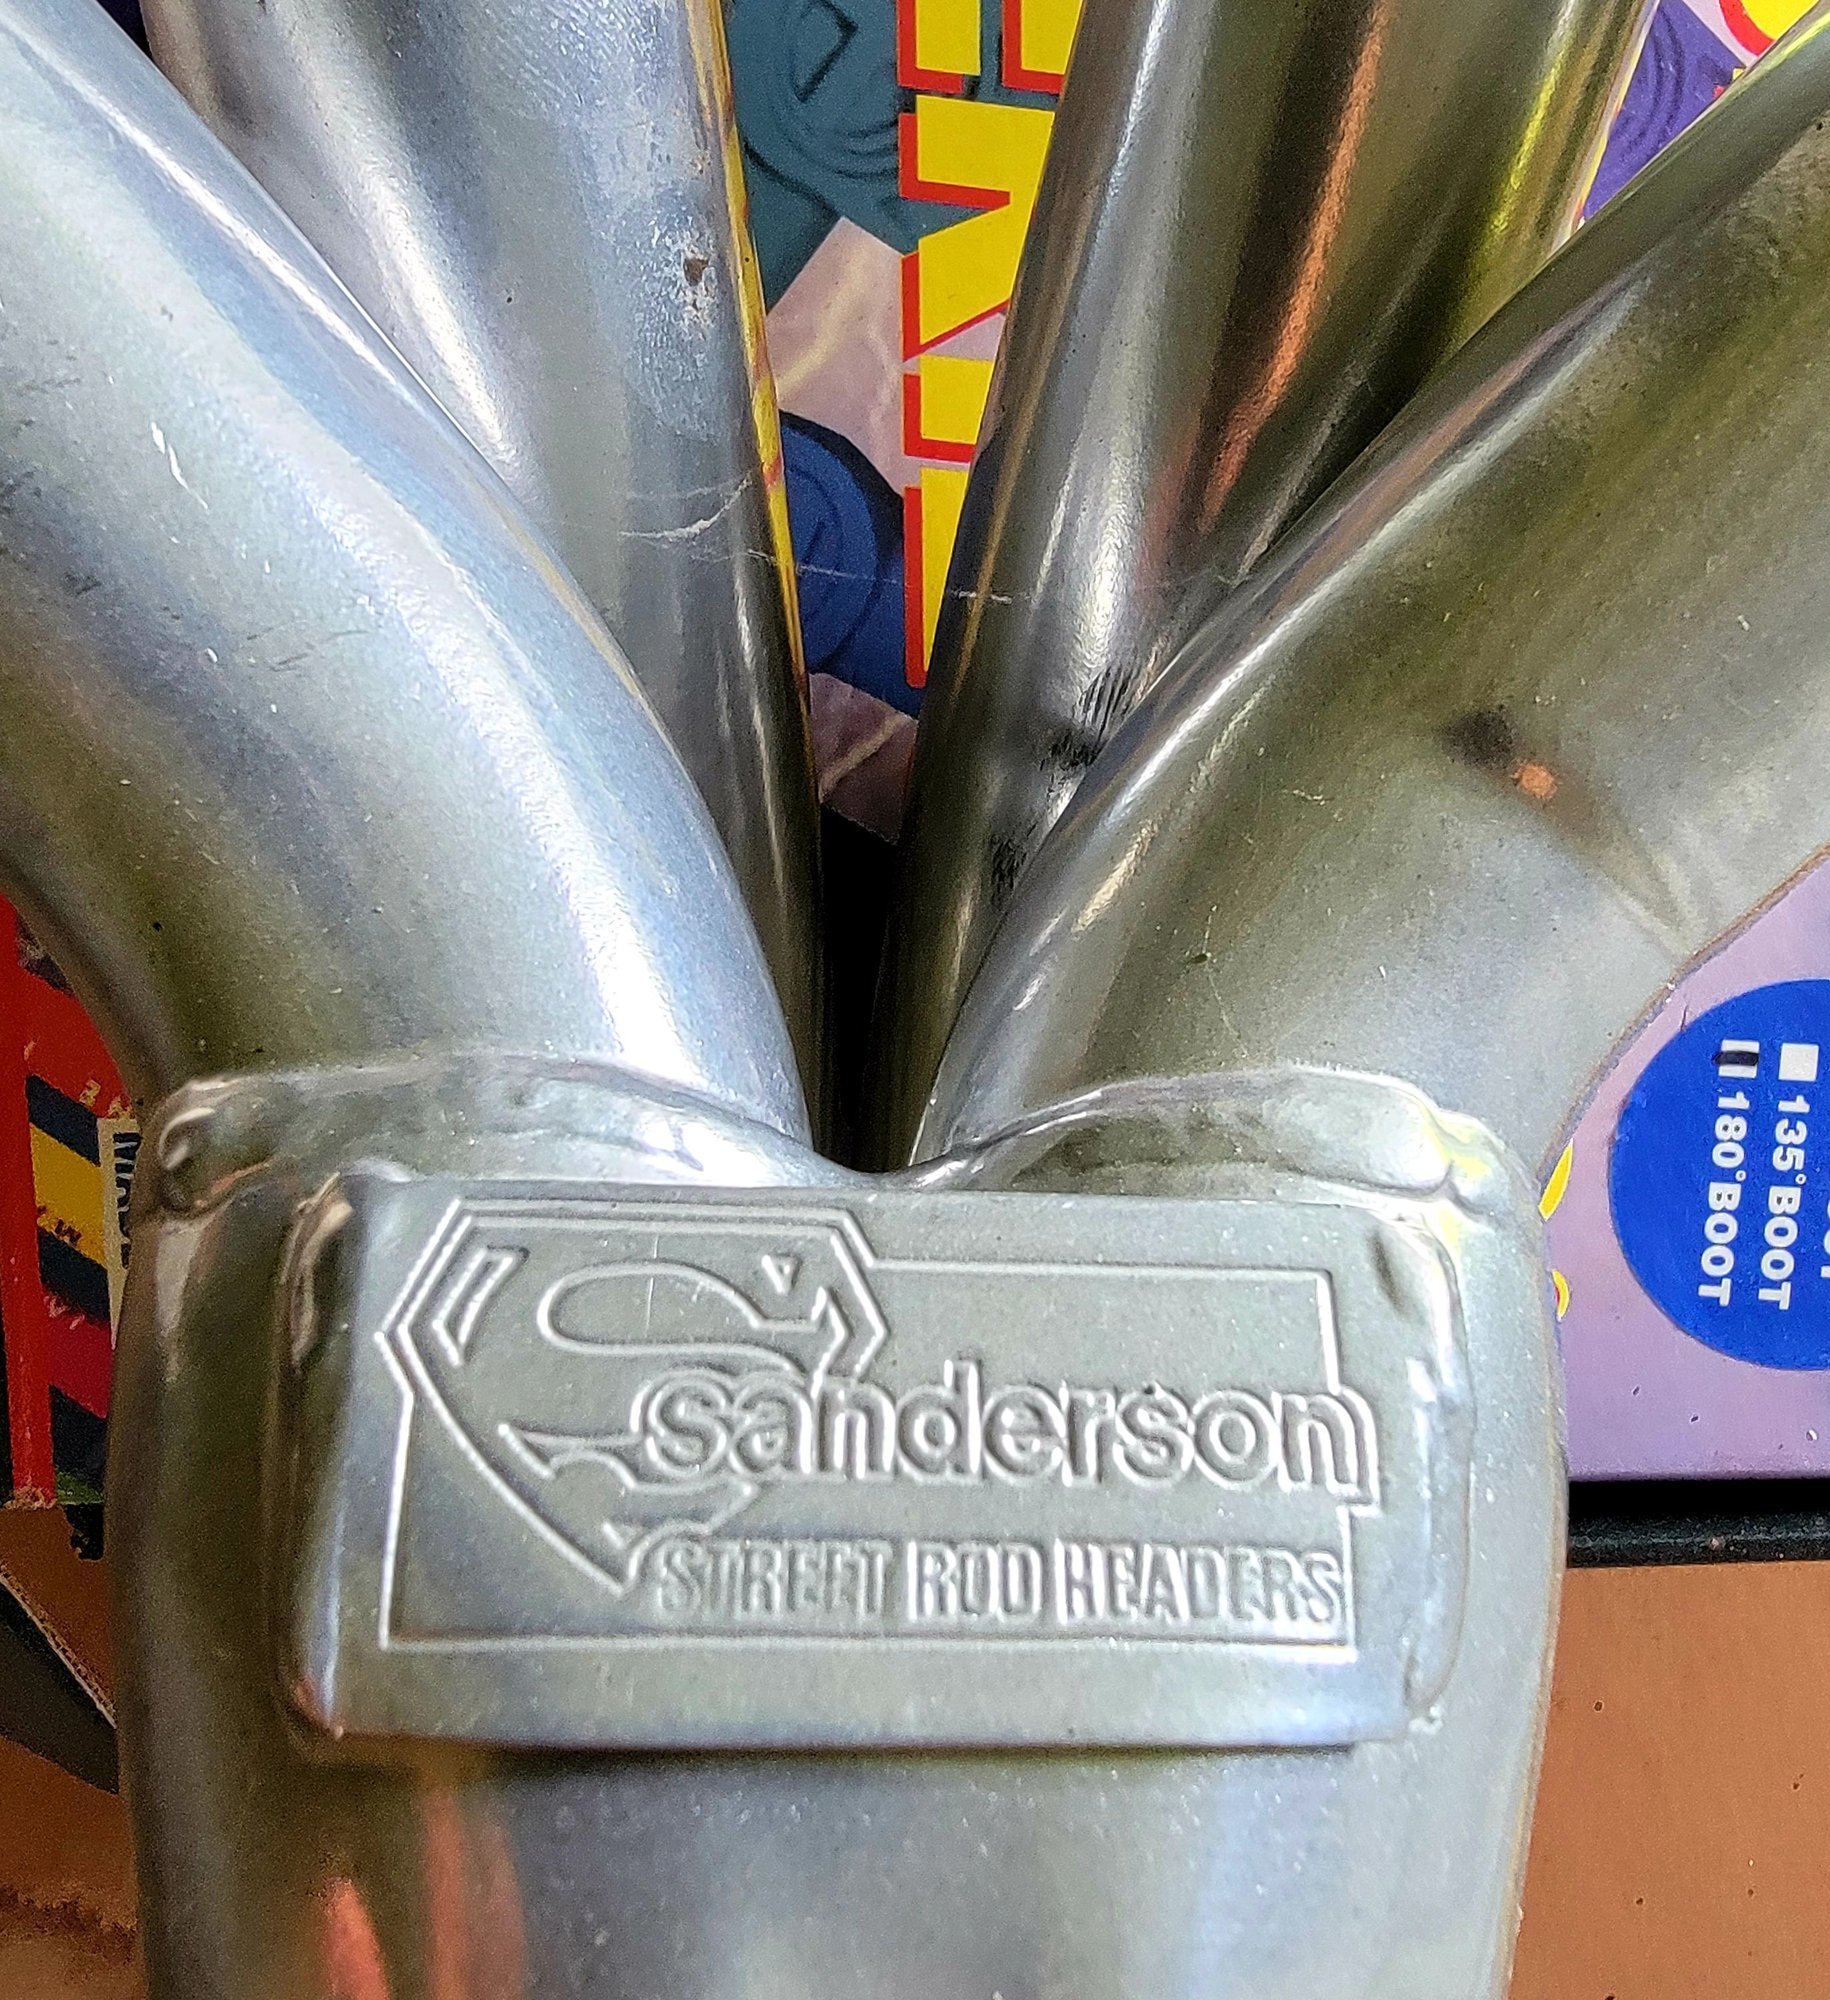 sanderson
STREET ROD HEADERS
135° BOOT
180° BOOT